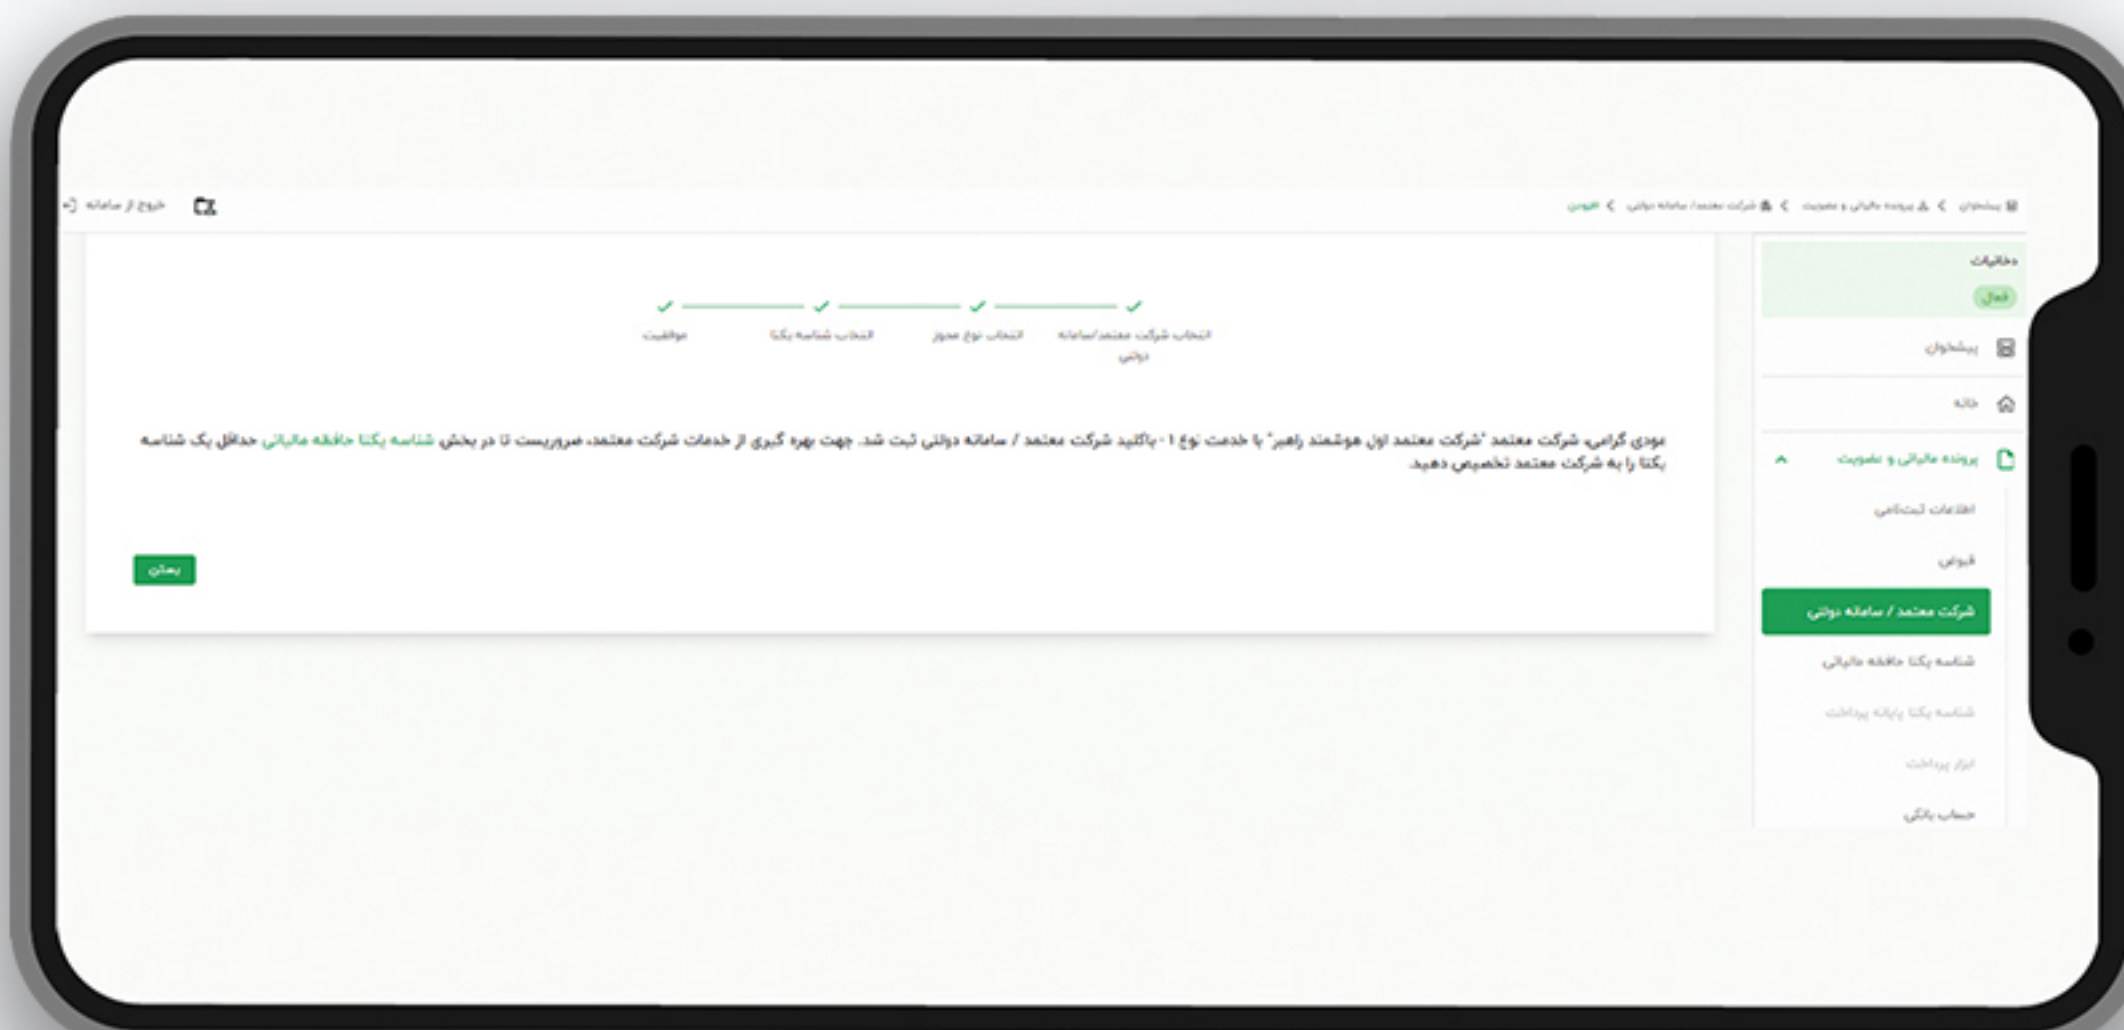 پیشخوان > پرونده مالیاتی و عضویت > شرکت معتمد/ سامانه دولتی > افزودن
خروج از سامانه
دخانیات
فعال
پیشخوان
خانه
پرونده مالیاتی و عضویت
اطلاعات ثبت‌نامی
قبوض
شرکت معتمد / سامانه دولتی
شناسه یکتا حافظه مالیاتی
شناسه یکتا پایانه پرداخت
ابزار پرداخت
حساب بانکی
انتخاب شرکت معتمد/سامانه
دولتی
انتخاب نوع مجوز
انتخاب شناسه یکتا
موفقیت
مودی گرامی، شرکت معتمد "شرکت معتمد اول هوشمند راهبر" با خدمت نوع ۱ - باکلید شرکت معتمد / سامانه دولتی ثبت شد. جهت بهره گیری از خدمات شرکت معتمد، ضروریست تا در بخش شناسه یکتا حافظه مالیاتی حداقل یک شناسه
یکتا را به شرکت معتمد تخصیص دهید.
بستن